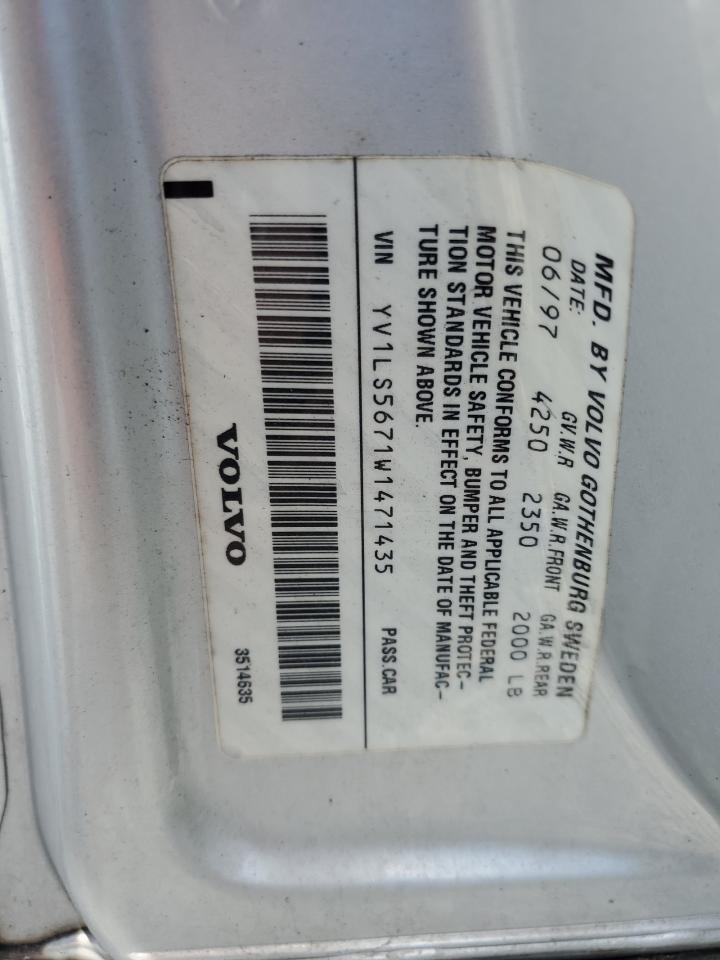 MFD. BY VOLVO GOTHENBURG SWEDEN
DATE: GV.W.R GA.W.R.FRONT GA.W.R.REAR
06/97 4250 2350 2000 LB
THIS VEHICLE CONFORMS TO ALL APPLICABLE FEDERAL
MOTOR VEHICLE SAFETY, BUMPER AND THEFT PROTEC-
TION STANDARDS IN EFFECT ON THE DATE OF MANUFAC-
TURE SHOWN ABOVE.
VIN YV1LS5671W1471435 PASS.CAR
VOLVO 3514635